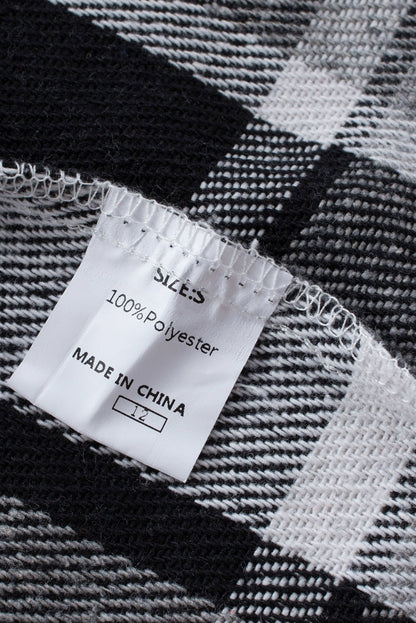 SIZE:S
100%Polyester
MADE IN CHINA
12